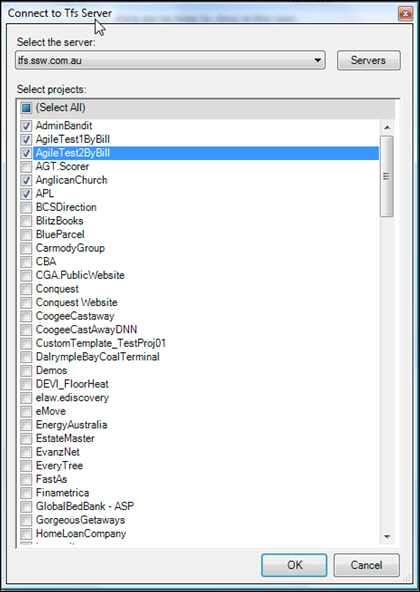 Connect to Tfs Server
Select the server:
tfs.ssw.com.au
Servers
Select projects:
(Select All)
AdminBandit
AgileTest1ByBill
AgileTest2ByBill
AGT.Scorer
AnglicanChurch
APL
BCSDirection
BlitzBooks
BlueParcel
CarmodyGroup
CBA
CGA.PublicWebsite
Conquest
Conquest Website
CoogeeCastaway
CoogeeCastAwayDNN
CustomTemplate_TestProj01
DalrympleBayCoalTerminal
Demos
DEVI_FloorHeat
elaw.ediscovery
eMove
EnergyAustralia
EstateMaster
EvanzNet
EveryTree
FastAs
Finametrica
GlobalBedBank - ASP
GorgeousGetaways
HomeLoanCompany
OK
Cancel